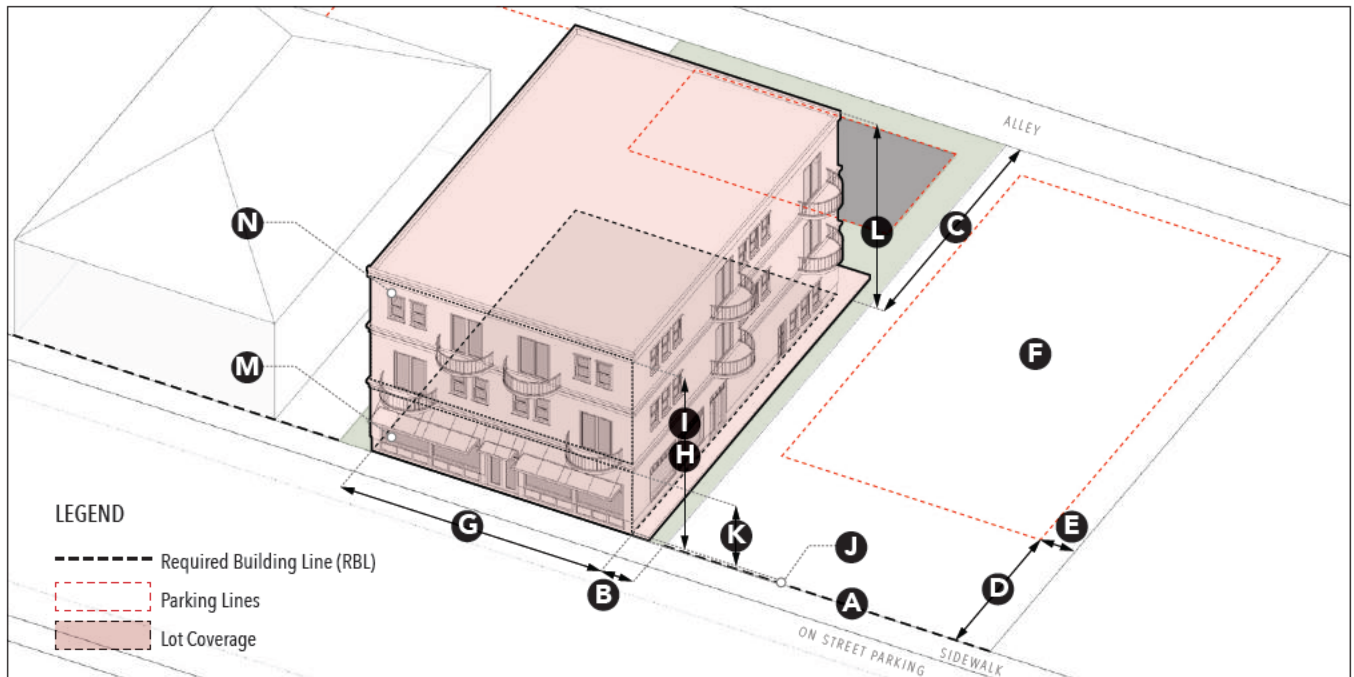 ALLEY
N
L
C
F
M
I
H
G
K
J
E
B
A
D
LEGEND
Required Building Line (RBL)
Parking Lines
Lot Coverage
ON STREET PARKING
SIDEWALK